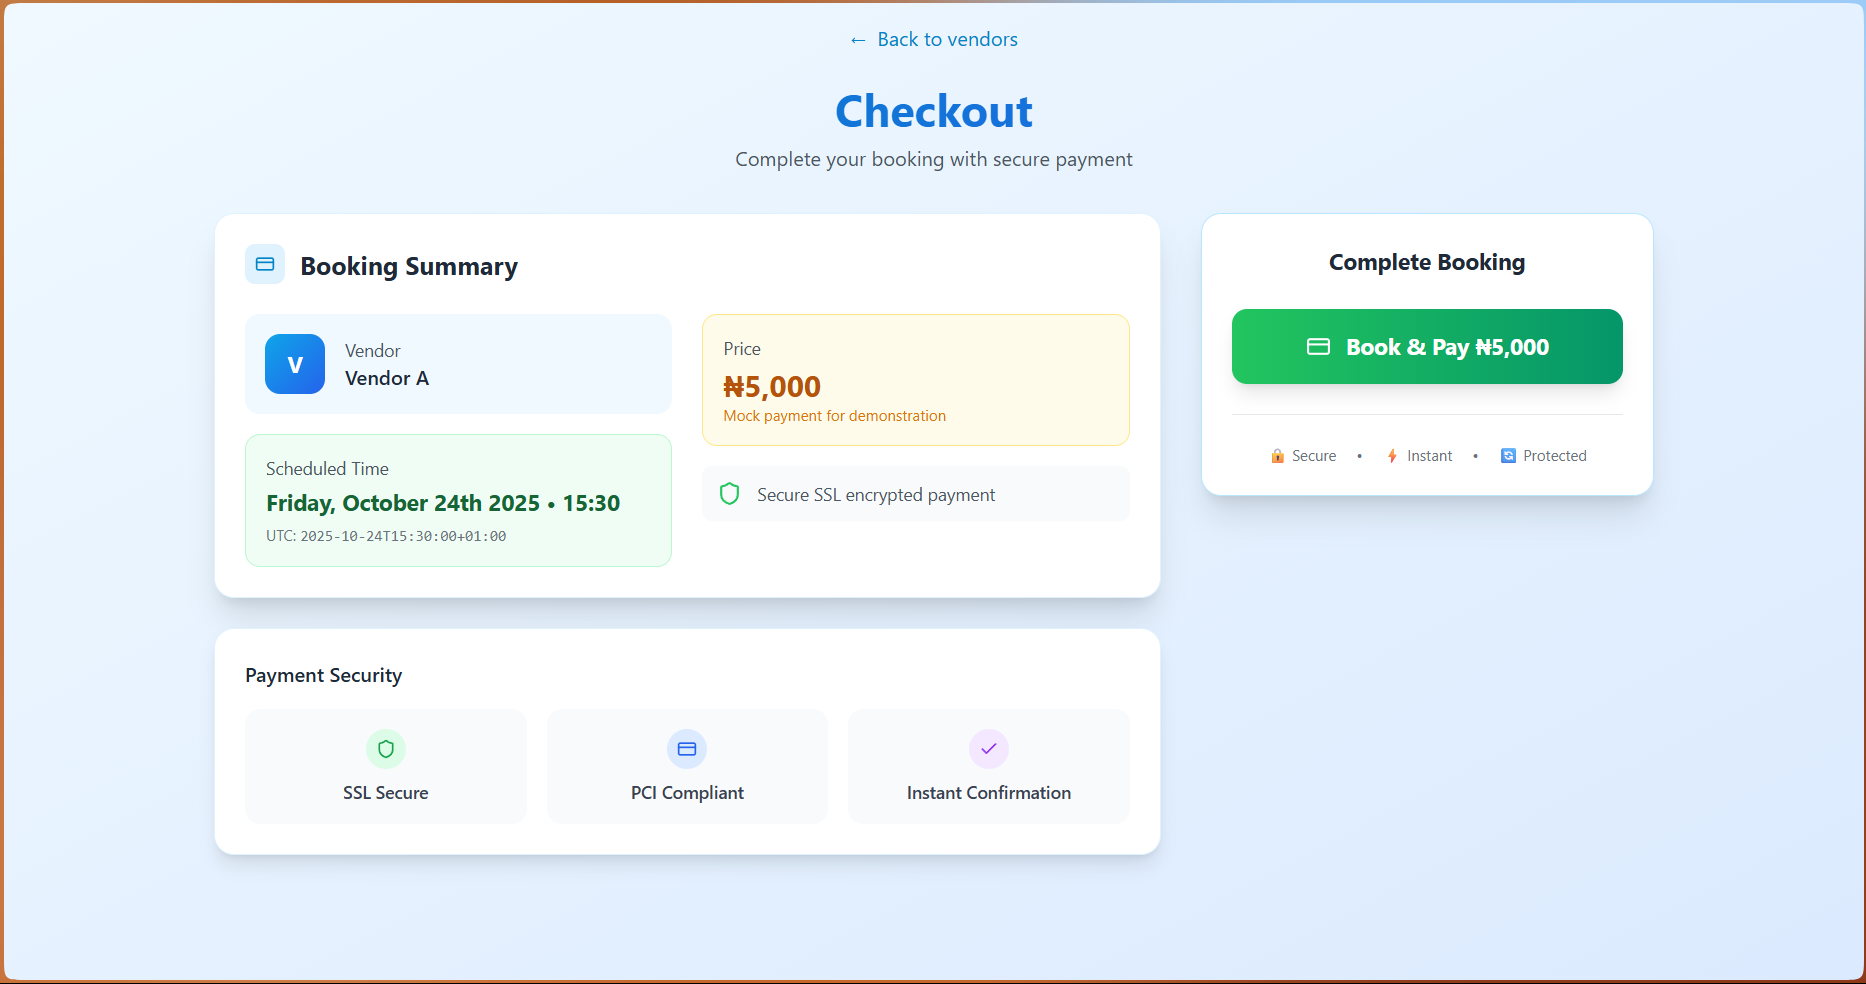 ← Back to vendors
Checkout
Complete your booking with secure payment
Booking Summary
V
Vendor
Vendor A
Scheduled Time
Friday, October 24th 2025 • 15:30
UTC: 2025-10-24T15:30:00+01:00
Price
₦5,000
Mock payment for demonstration
Secure SSL encrypted payment
Complete Booking
Book & Pay ₦5,000
🔒 Secure • ⚡ Instant • 🔄 Protected
Payment Security
SSL Secure
PCI Compliant
Instant Confirmation